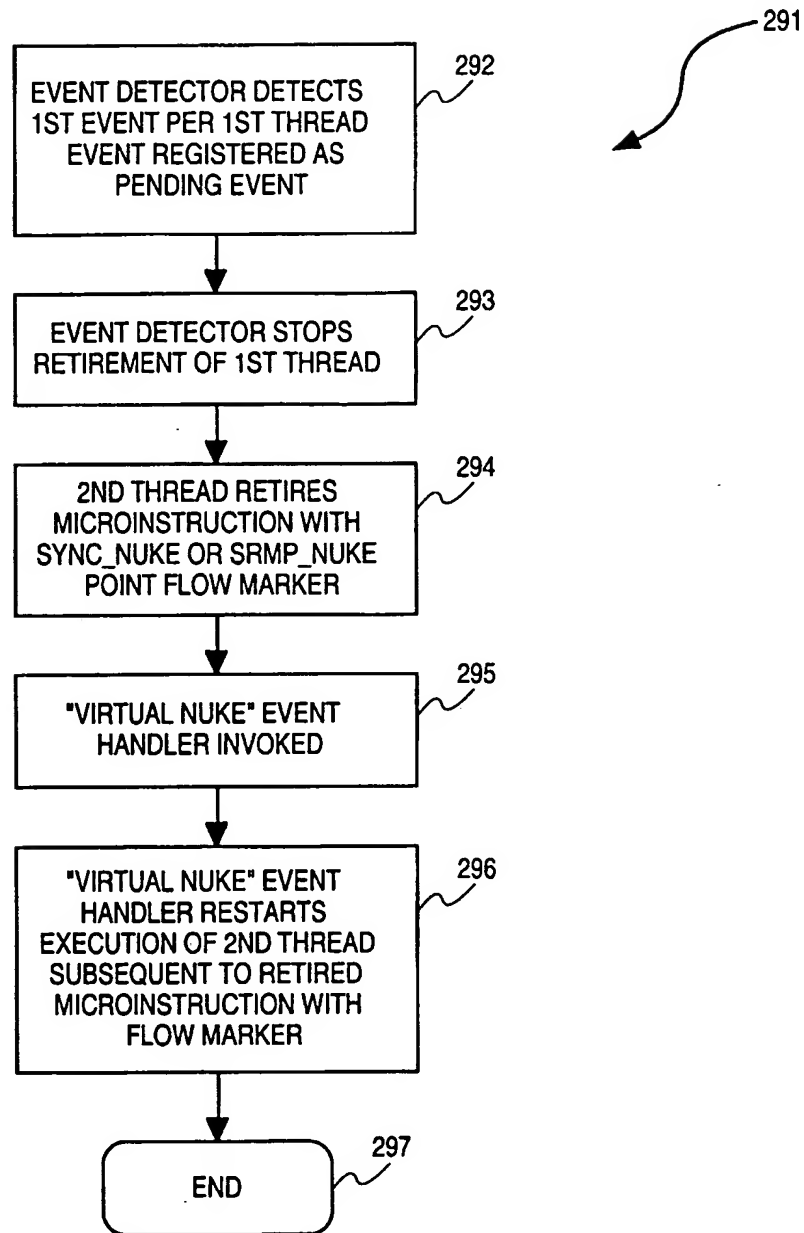 291
292
EVENT DETECTOR DETECTS
1ST EVENT PER 1ST THREAD
EVENT REGISTERED AS
PENDING EVENT
293
EVENT DETECTOR STOPS
RETIREMENT OF 1ST THREAD
294
2ND THREAD RETIRES
MICROINSTRUCTION WITH
SYNC_NUKE OR SRMP_NUKE
POINT FLOW MARKER
295
"VIRTUAL NUKE" EVENT
HANDLER INVOKED
296
"VIRTUAL NUKE" EVENT
HANDLER RESTARTS
EXECUTION OF 2ND THREAD
SUBSEQUENT TO RETIRED
MICROINSTRUCTION WITH
FLOW MARKER
297
END